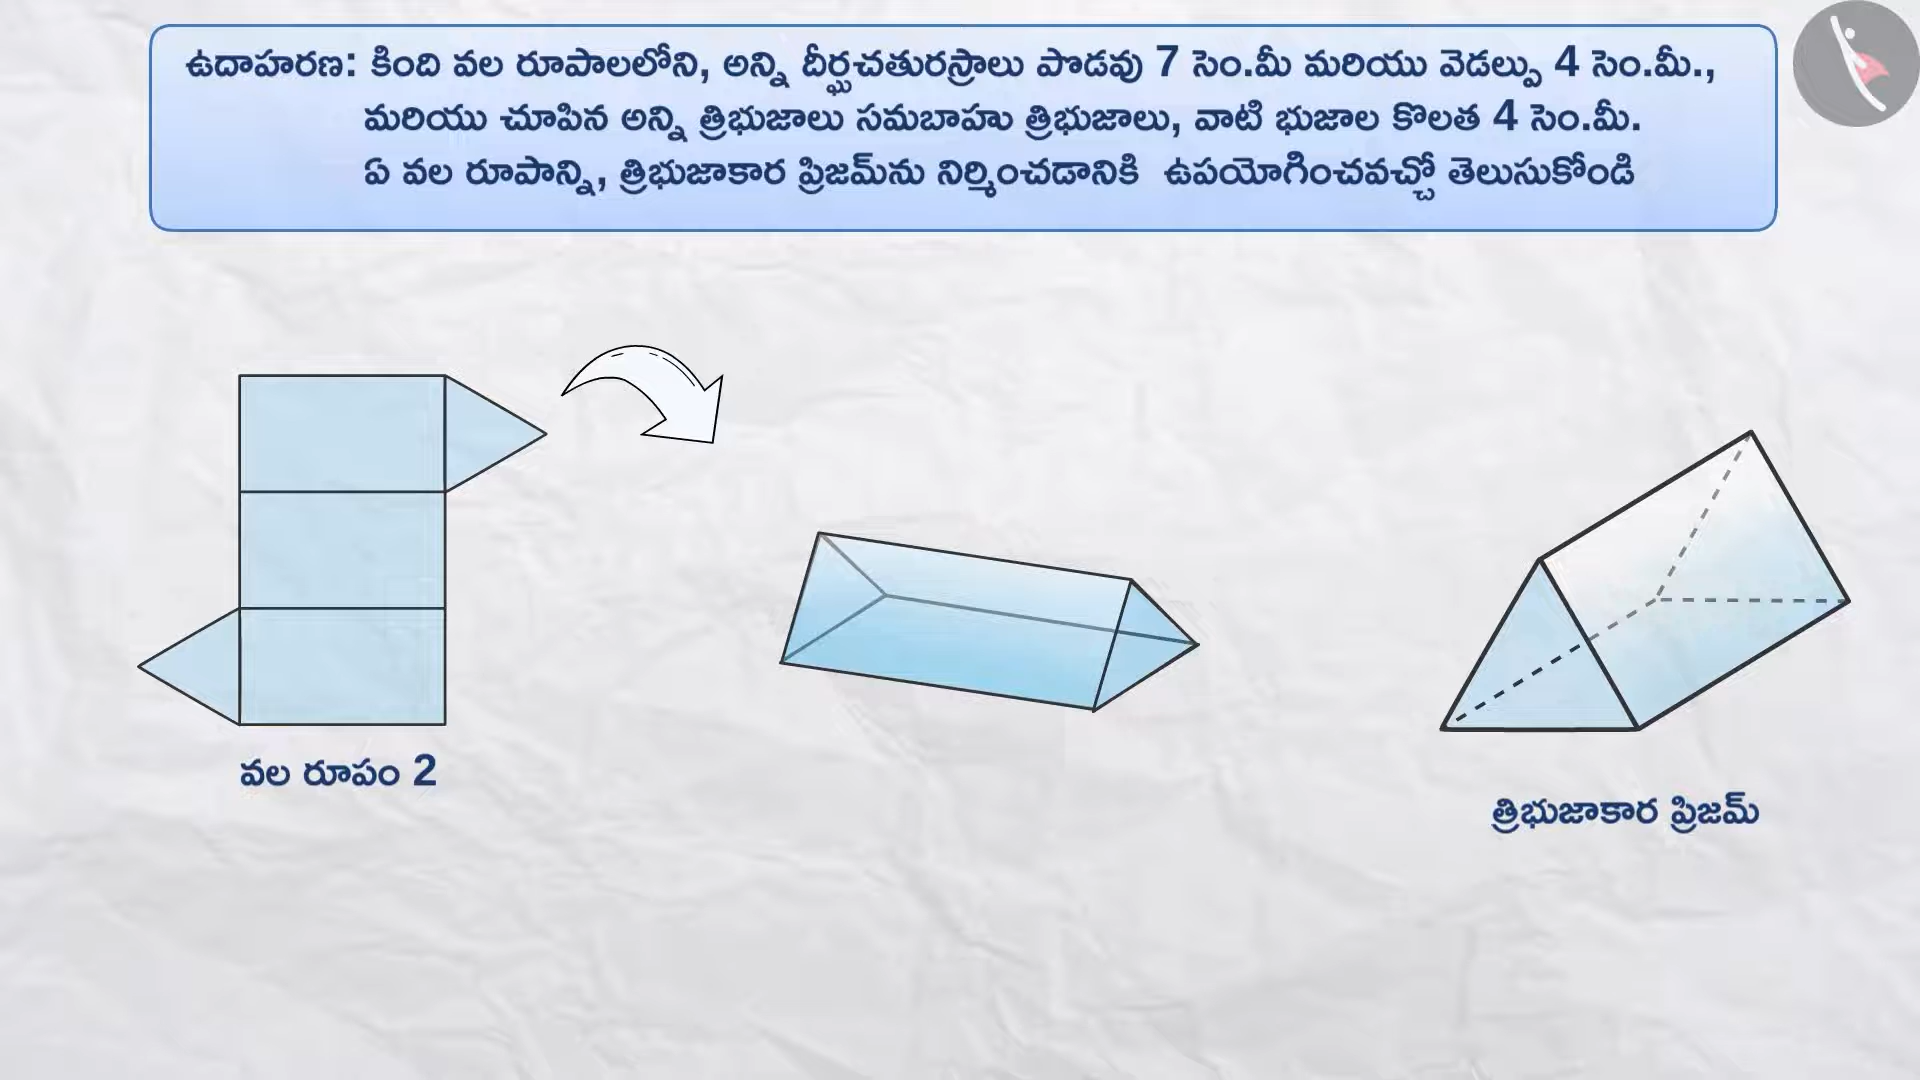 ఉదాహరణ: కింది వల రూపాలలోని, అన్ని దీర్ఘచతురస్రాలు పొడవు 7 సెం.మీ మరియు వెడల్పు 4 సెం.మీ.,
మరియు చూపిన అన్ని త్రిభుజాలు సమబాహు త్రిభుజాలు, వాటి భుజాల కొలత 4 సెం.మీ.
ఏ వల రూపాన్ని, త్రిభుజాకార ప్రిజమ్‌ను నిర్మించడానికి ఉపయోగించవచ్చో తెలుసుకోండి
వల రూపం 2
త్రిభుజాకార ప్రిజమ్